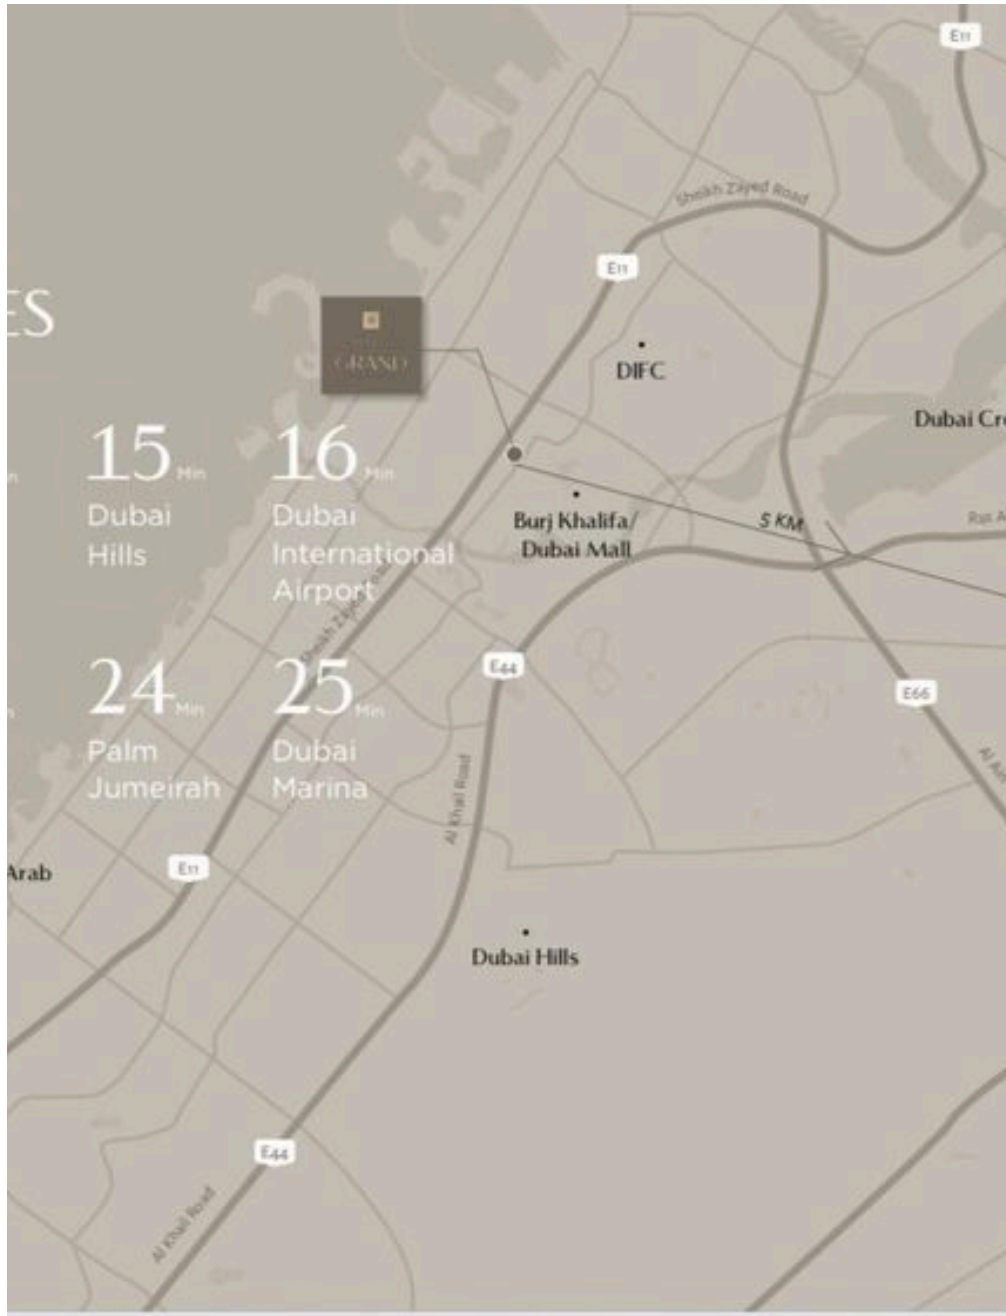 E11
Sheikh Zayed Road
E11
ES
GRAND
DIFC
Dubai
15 Min
Dubai
Hills
16 Min
Dubai
International
Airport
Burj Khalifa/
Dubai Mall
5 KM
Sheikh
E44
E66
24 Min
Palm
Jumeirah
25 Min
Dubai
Marina
Al Khail Road
Arab
E11
Dubai Hills
E44
Al Khail Road